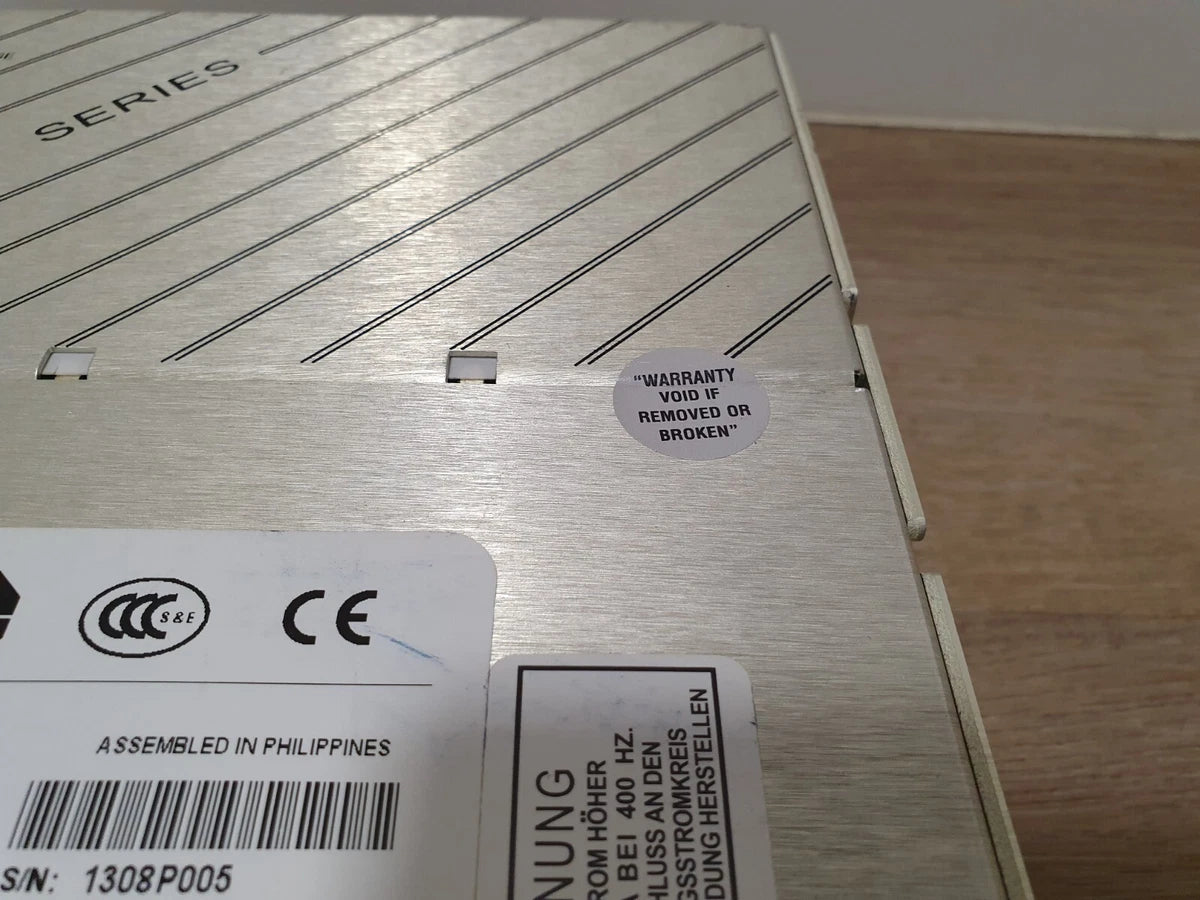 SERIES
"WARRANTY
VOID IF
REMOVED OR
BROKEN"
CCC S&E
CE
ASSEMBLED IN PHILIPPINES
S/N: 1308P005
NUNG
ROM HÖHER
A BEI 400 HZ.
HLUSS AN DEN
GSSTROMKREIS
DUNG HERSTELLEN